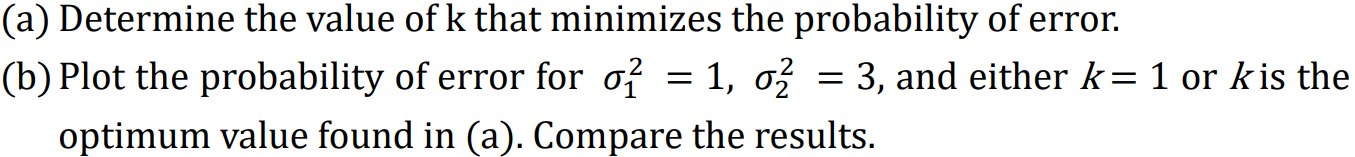 (a) Determine the value of k that minimizes the probability of error.
(b) Plot the probability of error for σ₁² = 1, σ₂² = 3, and either k = 1 or k is the
optimum value found in (a). Compare the results.